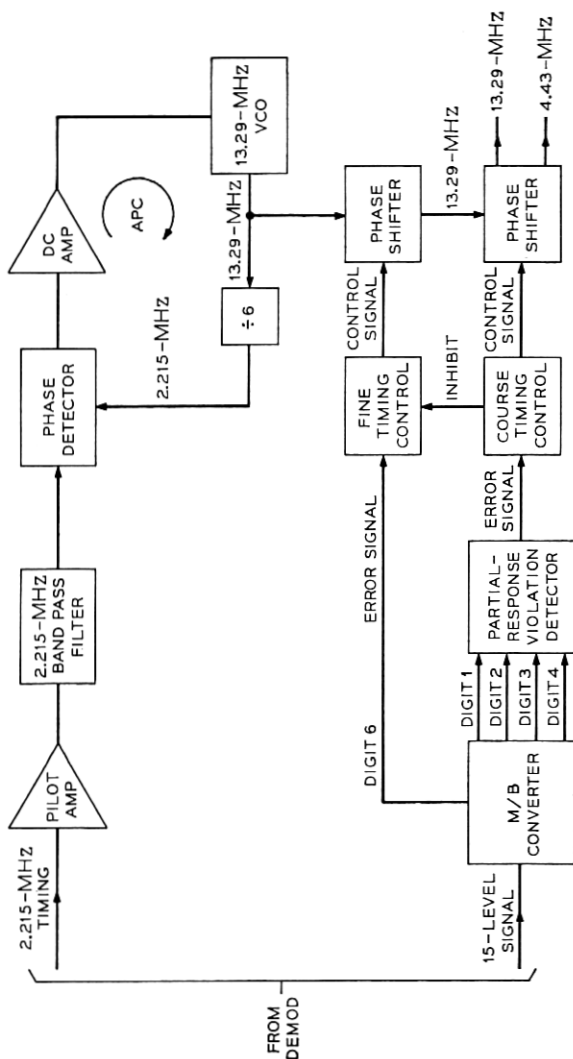 FROM
DEMOD
2.215-MHZ
TIMING
PILOT
AMP
2.215-MHZ
BAND PASS
FILTER
PHASE
DETECTOR
DC
AMP
APC
13.29-MHZ
VCO
13.29-MHZ
÷6
2.215-MHZ
15-LEVEL
SIGNAL
M/B
CONVERTER
DIGIT 6
ERROR SIGNAL
DIGIT 1
DIGIT 2
DIGIT 3
DIGIT 4
PARTIAL-
RESPONSE
VIOLATION
DETECTOR
ERROR
SIGNAL
FINE
TIMING
CONTROL
INHIBIT
COURSE
TIMING
CONTROL
CONTROL
SIGNAL
CONTROL
SIGNAL
PHASE
SHIFTER
13.29-MHZ
PHASE
SHIFTER
13.29-MHZ
4.43-MHZ